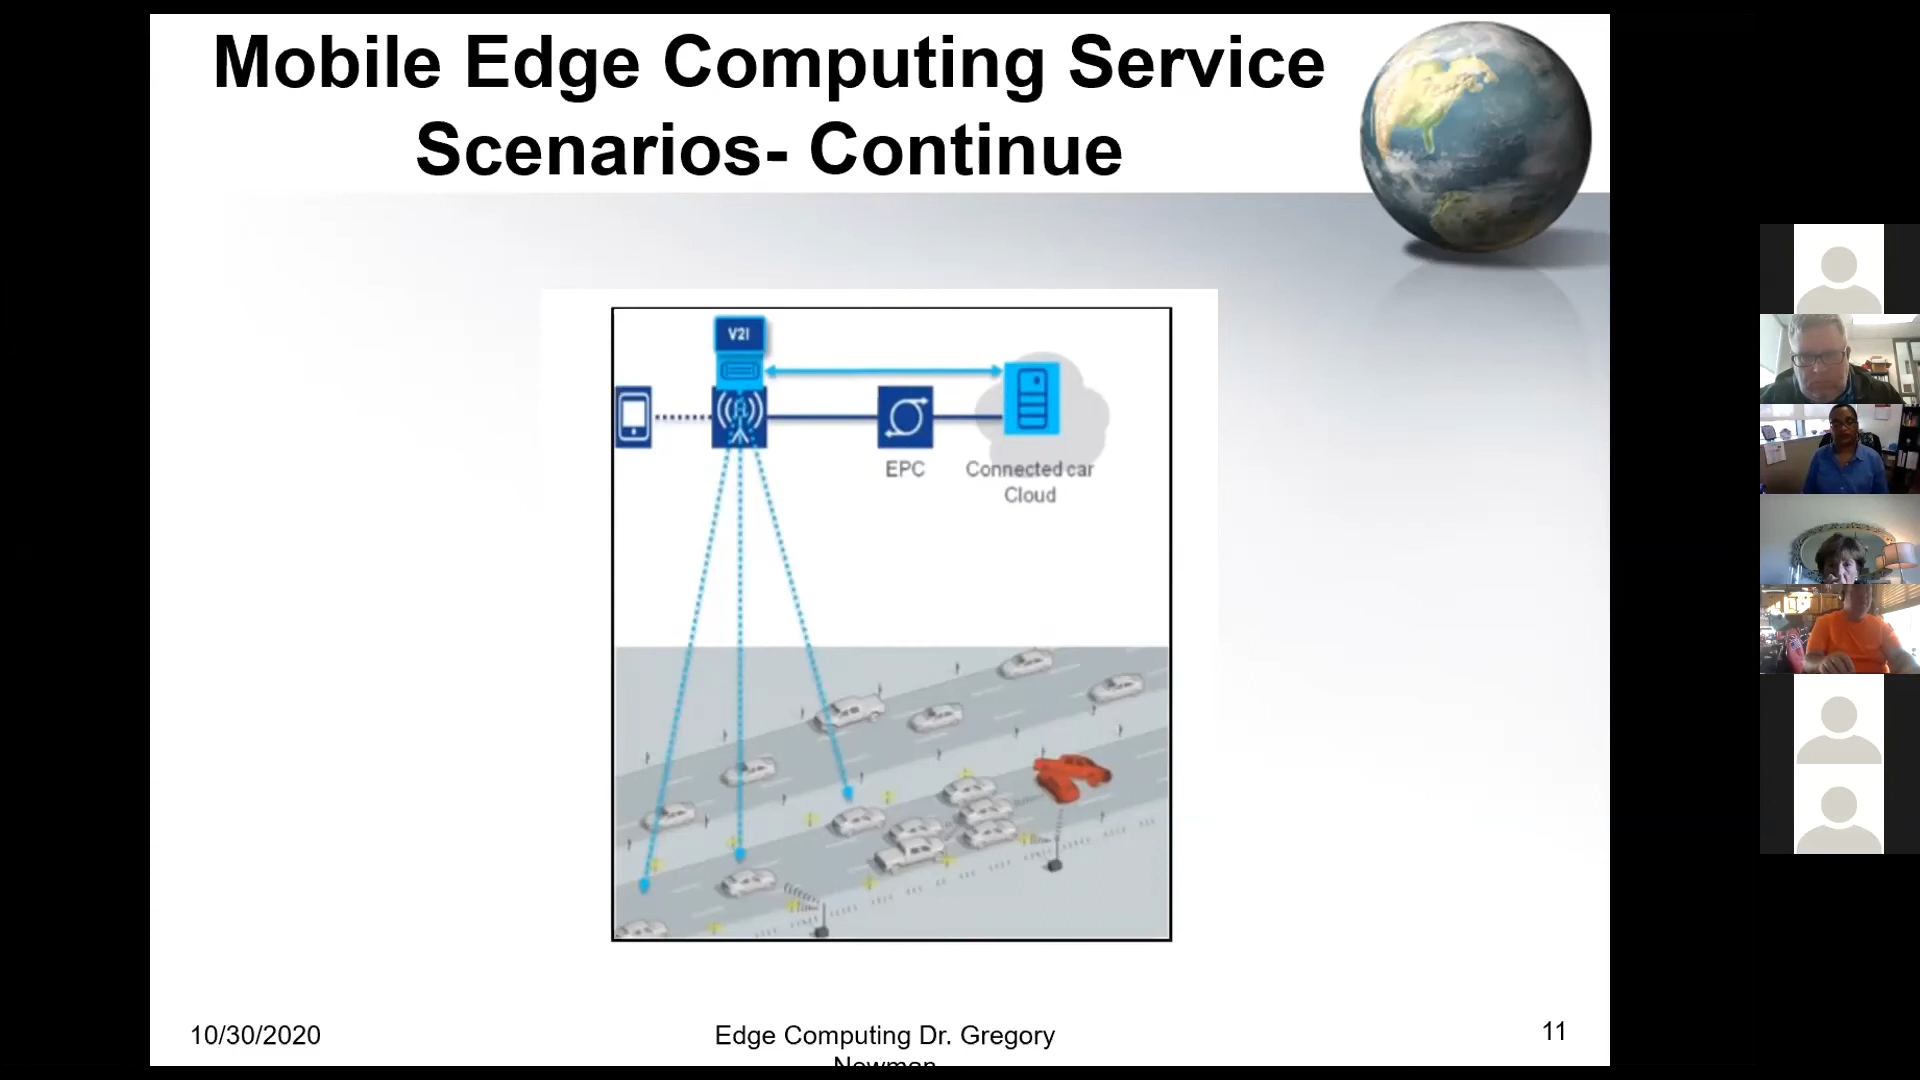 Mobile Edge Computing Service
Scenarios- Continue
V2I
EPC
Connected car
Cloud
10/30/2020
Edge Computing Dr. Gregory
Newman
11